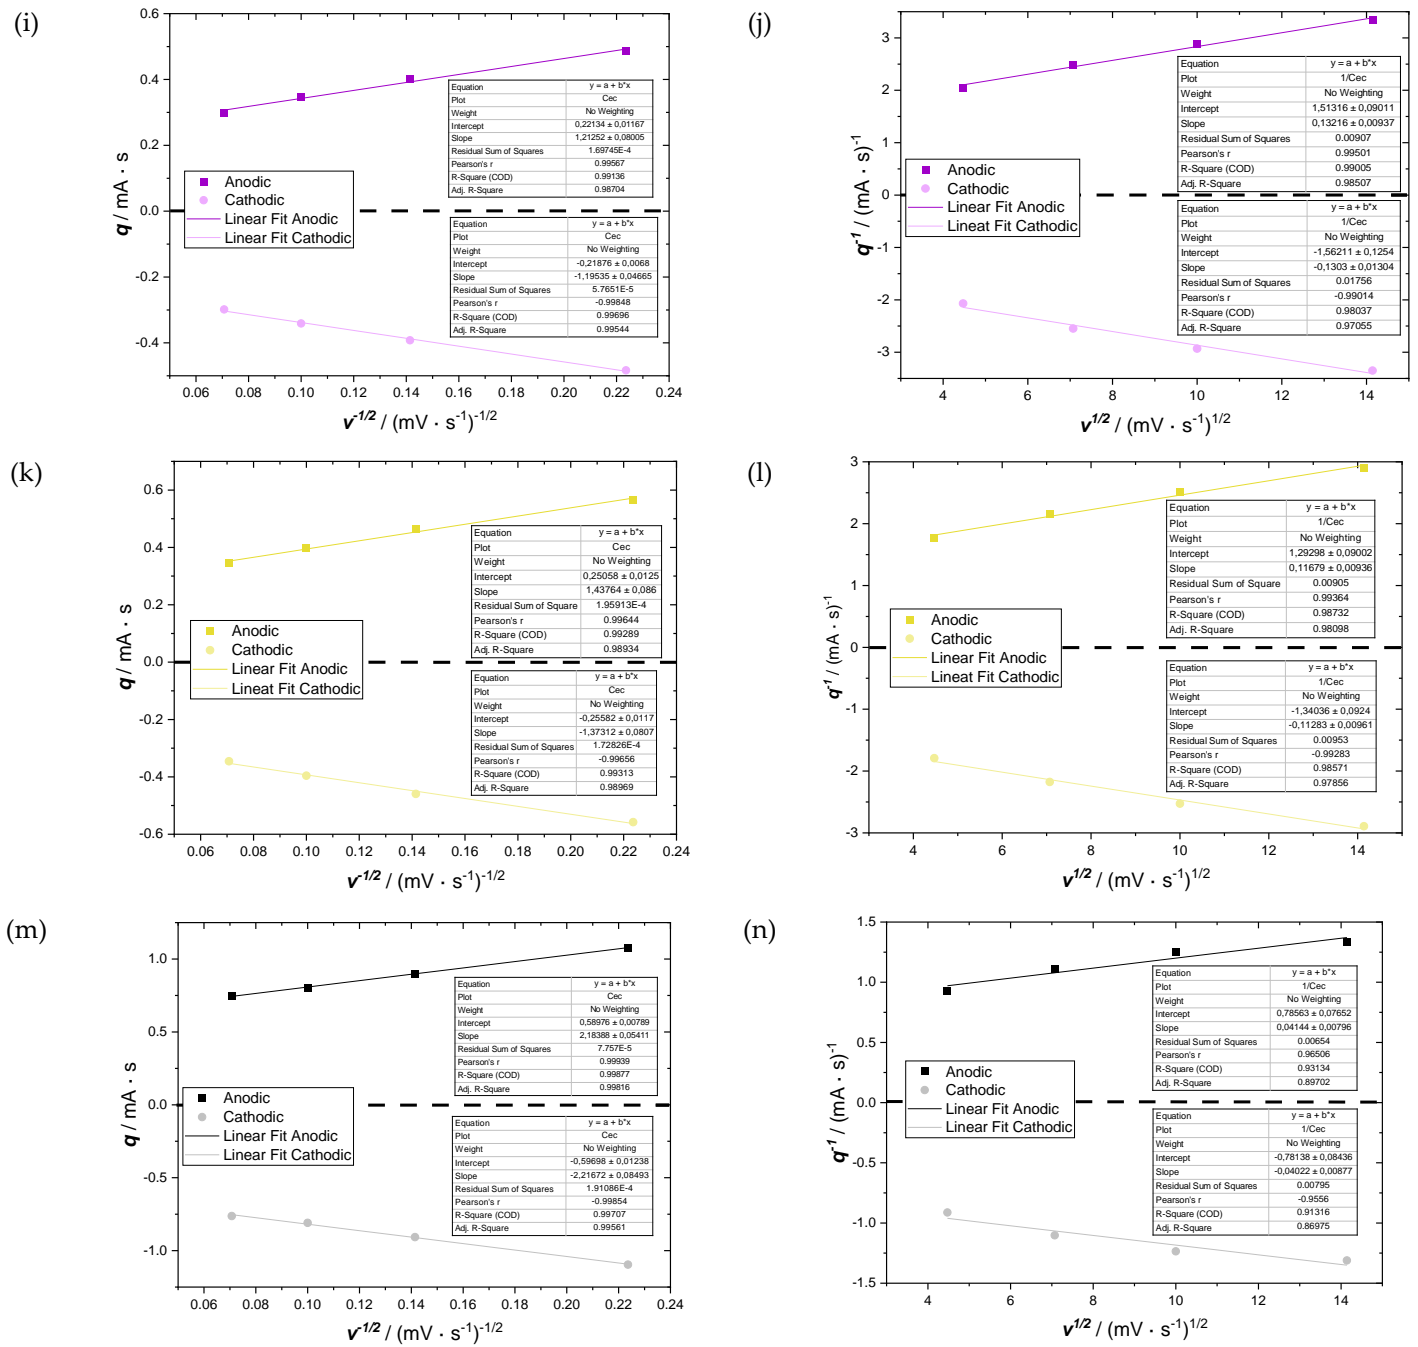 (i)
0.6
0.4
0.2
0.0
-0.2
-0.4
q / mA · s
Equation y = a + b*x
Plot Cec
Weight No Weighting
Intercept 0,22134 ± 0,01167
Slope 1,21252 ± 0,08005
Residual Sum of Squares 1.69745E-4
Pearson's r 0.99567
R-Square (COD) 0.99136
Adj. R-Square 0.98704
Anodic
Cathodic
Linear Fit Anodic
Linear Fit Cathodic
Equation y = a + b*x
Plot Cec
Weight No Weighting
Intercept -0,21876 ± 0,0068
Slope -1,19535 ± 0,04665
Residual Sum of Squares 5.7651E-5
Pearson's r -0.99848
R-Square (COD) 0.99696
Adj. R-Square 0.99544
0.06 0.08 0.10 0.12 0.14 0.16 0.18 0.20 0.22 0.24
v-1/2 / (mV · s-1)-1/2
(j)
3
2
1
0
-1
-2
-3
q-1 / (mA · s)-1
Equation y = a + b*x
Plot 1/Cec
Weight No Weighting
Intercept 1,51316 ± 0,09011
Slope 0,13216 ± 0,00937
Residual Sum of Squares 0.00907
Pearson's r 0.99501
R-Square (COD) 0.99005
Adj. R-Square 0.98507
Anodic
Cathodic
Linear Fit Anodic
Lineat Fit Cathodic
Equation y = a + b*x
Plot 1/Cec
Weight No Weighting
Intercept -1,56211 ± 0,1254
Slope -0,1303 ± 0,01304
Residual Sum of Squares 0.01756
Pearson's r -0.99014
R-Square (COD) 0.98037
Adj. R-Square 0.97055
4 6 8 10 12 14
v1/2 / (mV · s-1)1/2
(k)
0.6
0.4
0.2
0.0
-0.2
-0.4
-0.6
q / mA · s
Equation y = a + b*x
Plot Cec
Weight No Weighting
Intercept 0,25058 ± 0,0125
Slope 1,43764 ± 0,086
Residual Sum of Square 1.95913E-4
Pearson's r 0.99644
R-Square (COD) 0.99289
Adj. R-Square 0.98934
Anodic
Cathodic
Linear Fit Anodic
Lineat Fit Cathodic
Equation y = a + b*x
Plot Cec
Weight No Weighting
Intercept -0,25582 ± 0,0117
Slope -1,37312 ± 0,0807
Residual Sum of Squares 1.72826E-4
Pearson's r -0.99656
R-Square (COD) 0.99313
Adj. R-Square 0.98969
0.06 0.08 0.10 0.12 0.14 0.16 0.18 0.20 0.22 0.24
v-1/2 / (mV · s-1)-1/2
(l)
3
2
1
0
-1
-2
-3
q-1 / (mA · s)-1
Equation y = a + b*x
Plot 1/Cec
Weight No Weighting
Intercept 1,29298 ± 0,09002
Slope 0,11679 ± 0,00936
Residual Sum of Square 0.00905
Pearson's r 0.99364
R-Square (COD) 0.98732
Adj. R-Square 0.98098
Anodic
Cathodic
Linear Fit Anodic
Lineat Fit Cathodic
Equation y = a + b*x
Plot 1/Cec
Weight No Weighting
Intercept -1,34036 ± 0,0924
Slope -0,11283 ± 0,00961
Residual Sum of Squares 0.00953
Pearson's r -0.99283
R-Square (COD) 0.98571
Adj. R-Square 0.97856
4 6 8 10 12 14
v1/2 / (mV · s-1)1/2
(m)
1.0
0.5
0.0
-0.5
-1.0
q / mA · s
Equation y = a + b*x
Plot Cec
Weight No Weighting
Intercept 0,58976 ± 0,00789
Slope 2,18388 ± 0,05411
Residual Sum of Squares 7.757E-5
Pearson's r 0.99939
R-Square (COD) 0.99877
Adj. R-Square 0.99816
Anodic
Cathodic
Linear Fit Anodic
Linear Fit Cathodic
Equation y = a + b*x
Plot Cec
Weight No Weighting
Intercept -0,59698 ± 0,01238
Slope -2,21672 ± 0,08493
Residual Sum of Squares 1.91086E-4
Pearson's r -0.99854
R-Square (COD) 0.99707
Adj. R-Square 0.99561
0.06 0.08 0.10 0.12 0.14 0.16 0.18 0.20 0.22 0.24
v-1/2 / (mV · s-1)-1/2
(n)
1.5
1.0
0.5
0.0
-0.5
-1.0
-1.5
q-1 / (mA · s)-1
Equation y = a + b*x
Plot 1/Cec
Weight No Weighting
Intercept 0,78563 ± 0,07652
Slope 0,04144 ± 0,00796
Residual Sum of Squares 0.00654
Pearson's r 0.96506
R-Square (COD) 0.93134
Adj. R-Square 0.89702
Anodic
Cathodic
Linear Fit Anodic
Linear Fit Cathodic
Equation y = a + b*x
Plot 1/Cec
Weight No Weighting
Intercept -0,78138 ± 0,08436
Slope -0,04022 ± 0,00877
Residual Sum of Squares 0.00795
Pearson's r -0.9556
R-Square (COD) 0.91316
Adj. R-Square 0.86975
4 6 8 10 12 14
v1/2 / (mV · s-1)1/2